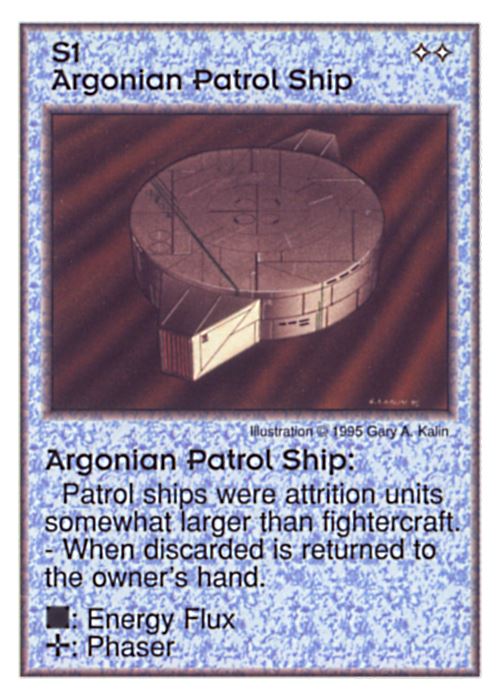 S1
Argonian Patrol Ship
Illustration © 1995 Gary A. Kalin
Argonian Patrol Ship:
Patrol ships were attrition units
somewhat larger than fightercraft.
- When discarded is returned to
the owner's hand.
: Energy Flux
: Phaser